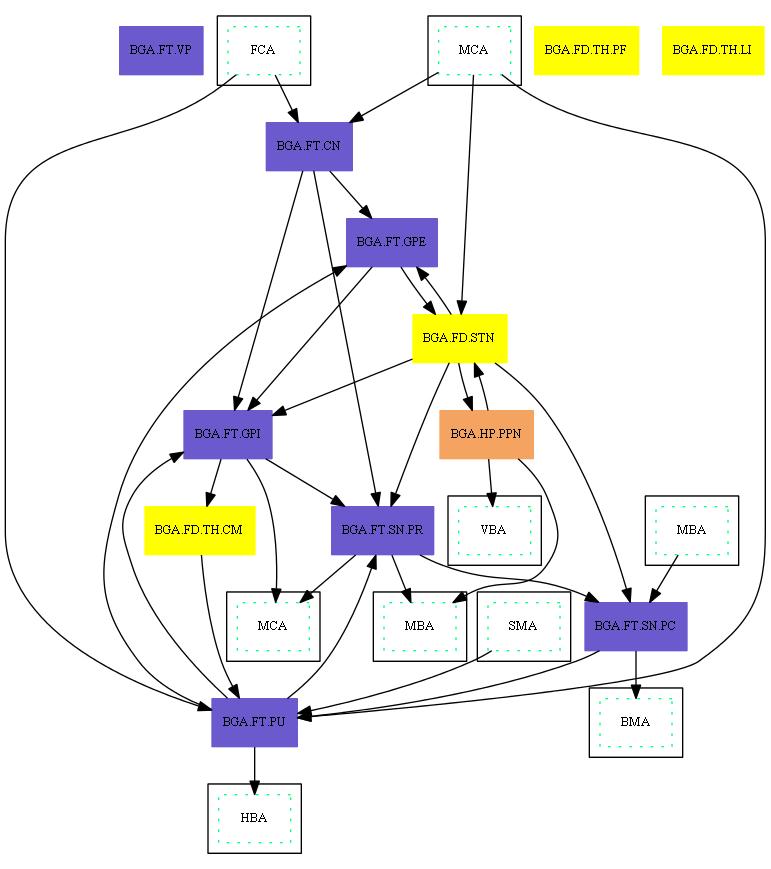 BGA.FT.VP
FCA
MCA
BGA.FD.TH.PF
BGA.FD.TH.LI
BGA.FT.CN
BGA.FT.GPE
BGA.FD.STN
BGA.FT.GPI
BGA.HP.PPN
BGA.FD.TH.CM
BGA.FT.SN.PR
VBA
MBA
MCA
MBA
SMA
BGA.FT.SN.PC
BGA.FT.PU
BMA
HBA